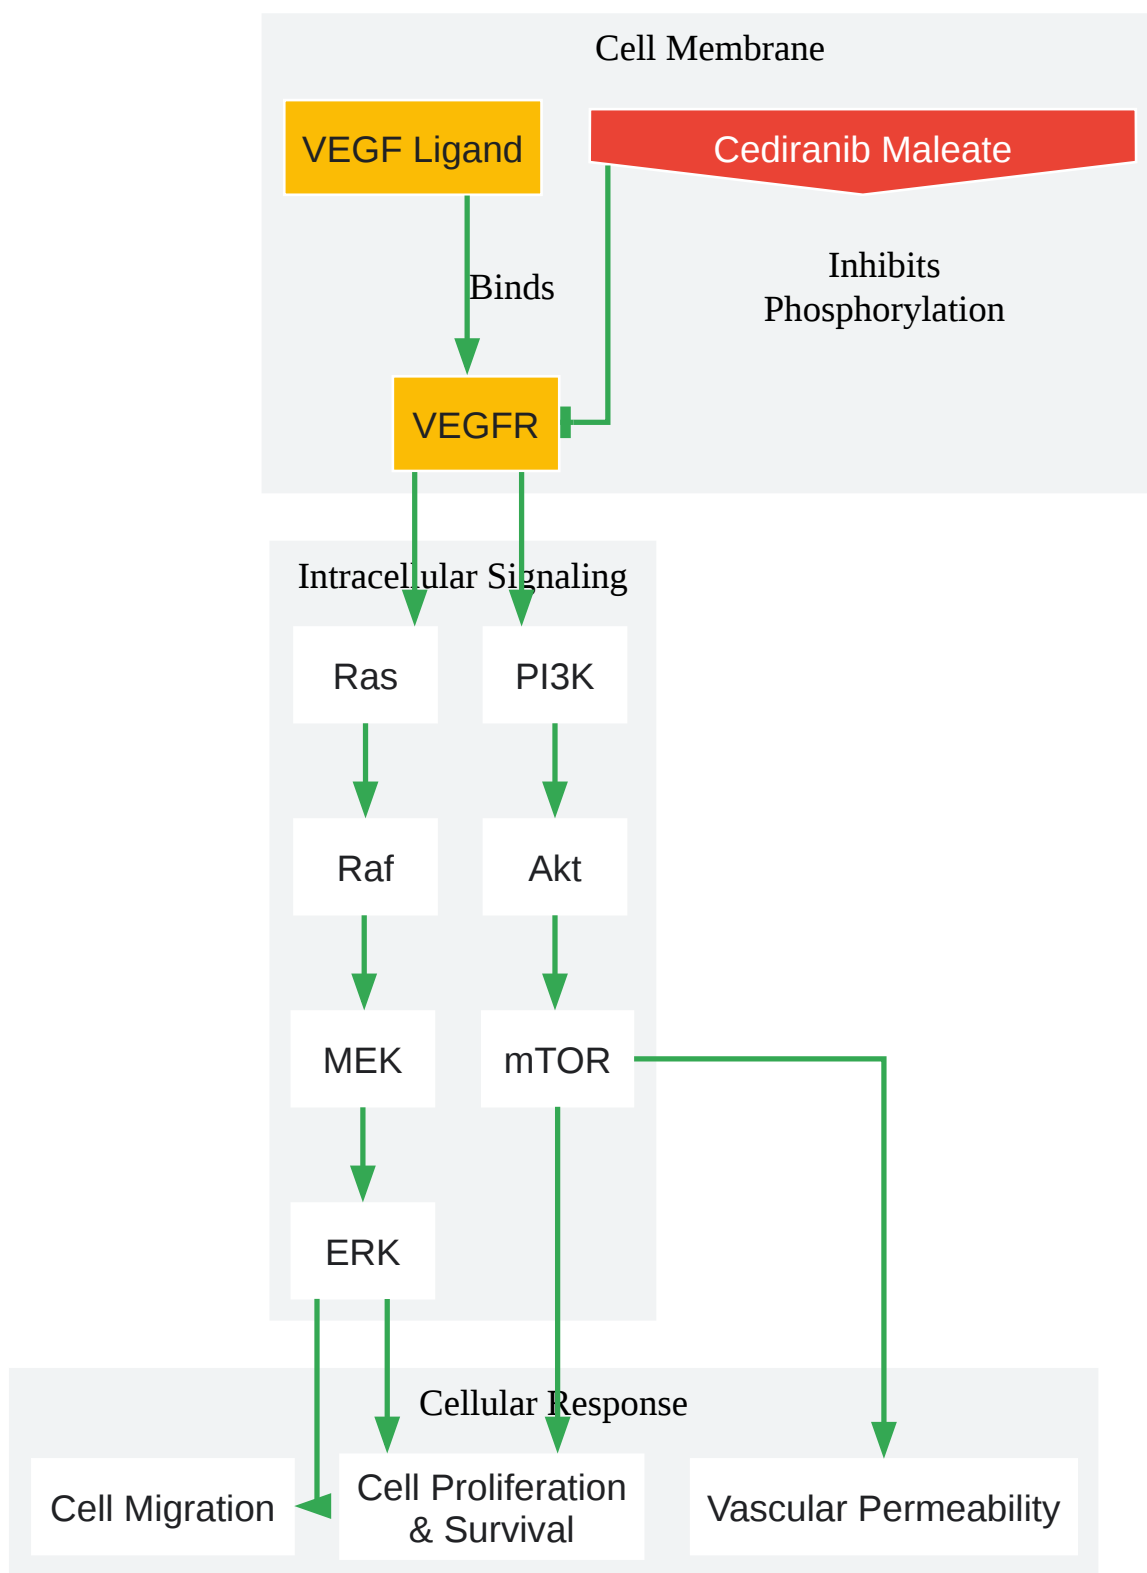 Cell Membrane
VEGF Ligand
Cediranib Maleate
Binds
Inhibits
Phosphorylation
VEGFR
Intracellular Signaling
Ras
PI3K
Raf
Akt
MEK
mTOR
ERK
Cellular Response
Cell Migration
Cell Proliferation
& Survival
Vascular Permeability